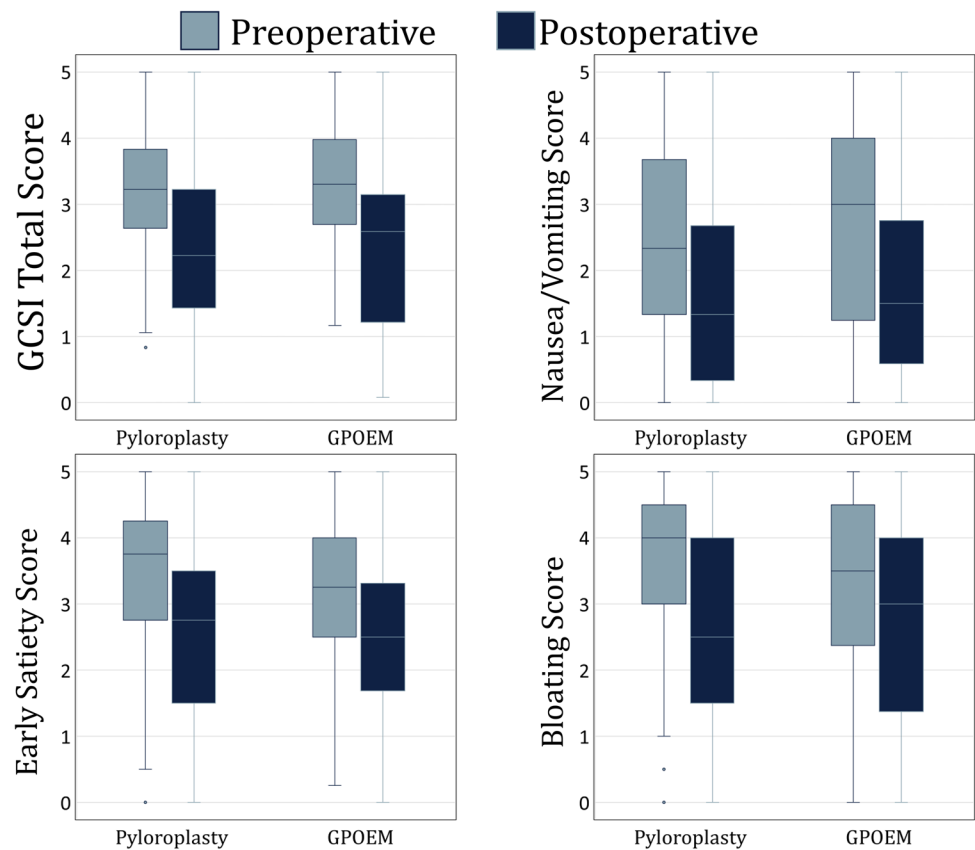 Preoperative
Postoperative
GCSI Total Score
5
4
3
2
1
0
Pyloroplasty
GPOEM
Nausea/Vomiting Score
5
4
3
2
1
0
Pyloroplasty
GPOEM
Early Satiety Score
5
4
3
2
1
0
Pyloroplasty
GPOEM
Bloating Score
5
4
3
2
1
0
Pyloroplasty
GPOEM